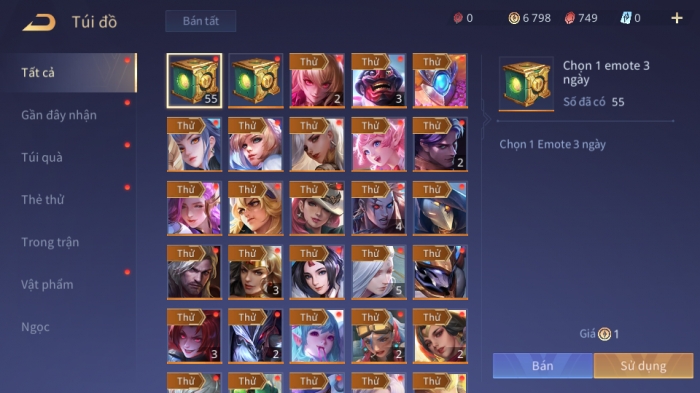 Túi đồ
Bán tất
0
6 798
749
0
+
Tất cả
Gần đây nhận
Túi quà
Thẻ thử
Trong trận
Vật phẩm
Ngọc
55
Thử
Thử
Thử
2
3
Thử
Thử
Thử
Thử
Thử
2
Thử
Thử
Thử
Thử
Thử
4
Thử
Thử
Thử
Thử
Thử
3
5
Thử
Thử
Thử
Thử
Thử
3
2
2
2
Thử
Thử
Thử
Thử
Thử
Chọn 1 emote 3
ngày
Số đã có 55
Chọn 1 Emote 3 ngày
Giá 1
Bán
Sử dụng